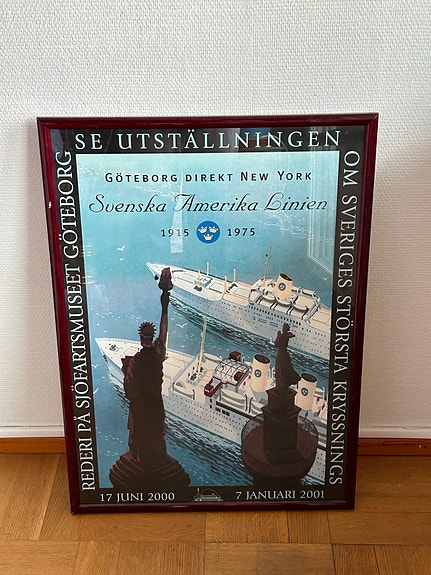 SE UTSTÄLLNINGEN
OM SVERIGES STÖRSTA KRYSSNINGS
REDERI PÅ SJÖFARTSMUSEET GÖTEBORG
GÖTEBORG DIREKT NEW YORK
Svenska Amerika Linien
1915 1975
17 JUNI 2000 7 JANUARI 2001